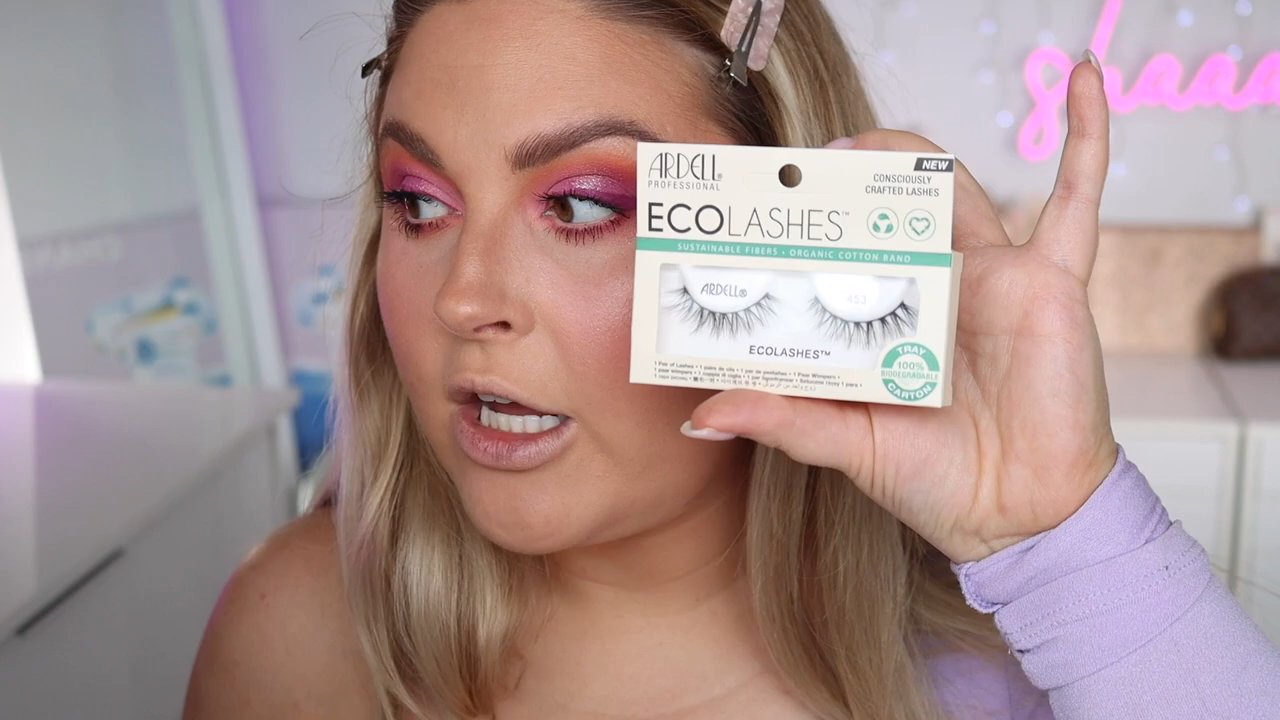 shaaa
ARDELL®
PROFESSIONAL
NEW
CONSCIOUSLY
CRAFTED LASHES
ECOLASHES™
SUSTAINABLE FIBERS • ORGANIC COTTON BAND
ARDELL®
453
ECOLASHES™
TRAY
100%
BIODEGRADABLE
CARTON
1 Pair of Lashes • 1 paire de cils • 1 par de pestañas • 1 Paar Wimpern •